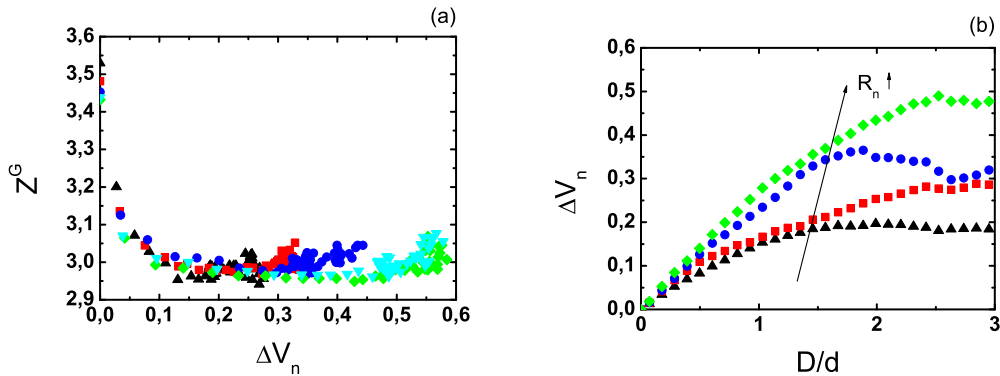 (a)
3,6
3,5
3,4
3,3
3,2
3,1
3,0
2,9
Z^G
0,0 0,1 0,2 0,3 0,4 0,5 0,6
ΔV_n
(b)
0,6
0,5
0,4
0,3
0,2
0,1
0,0
ΔV_n
R_n ↑
0 1 2 3
D/d